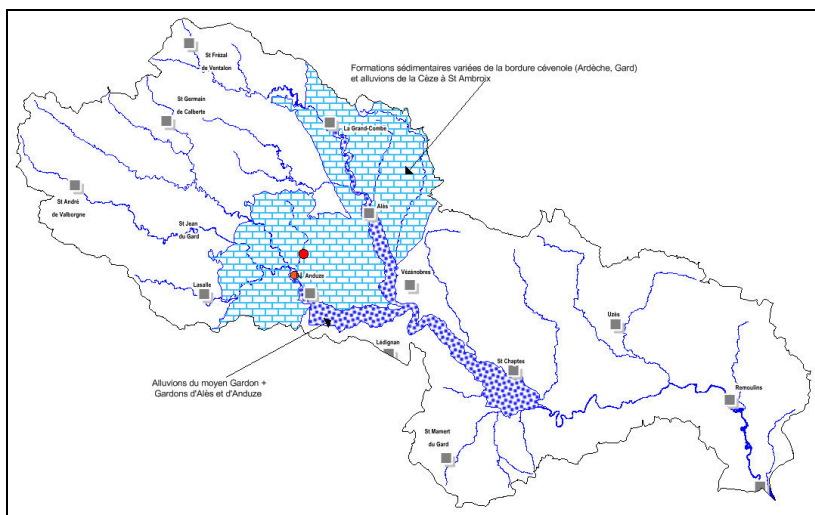 St Frézal
de Ventalon
Formations sédimentaires variées de la bordure cévenole (Ardèche, Gard)
et alluvions de la Cèze à St Ambroix
St Germain
de Calberte
La Grand-Combe
St André
de Valborgne
Alès
St Jean
du Gard
Anduze
Vézénobres
Lasalle
Uzès
Lédignan
St Chaptes
Alluvions du moyen Gardon +
Gardons d'Alès et d'Anduze
Remoulins
St Mamert
du Gard